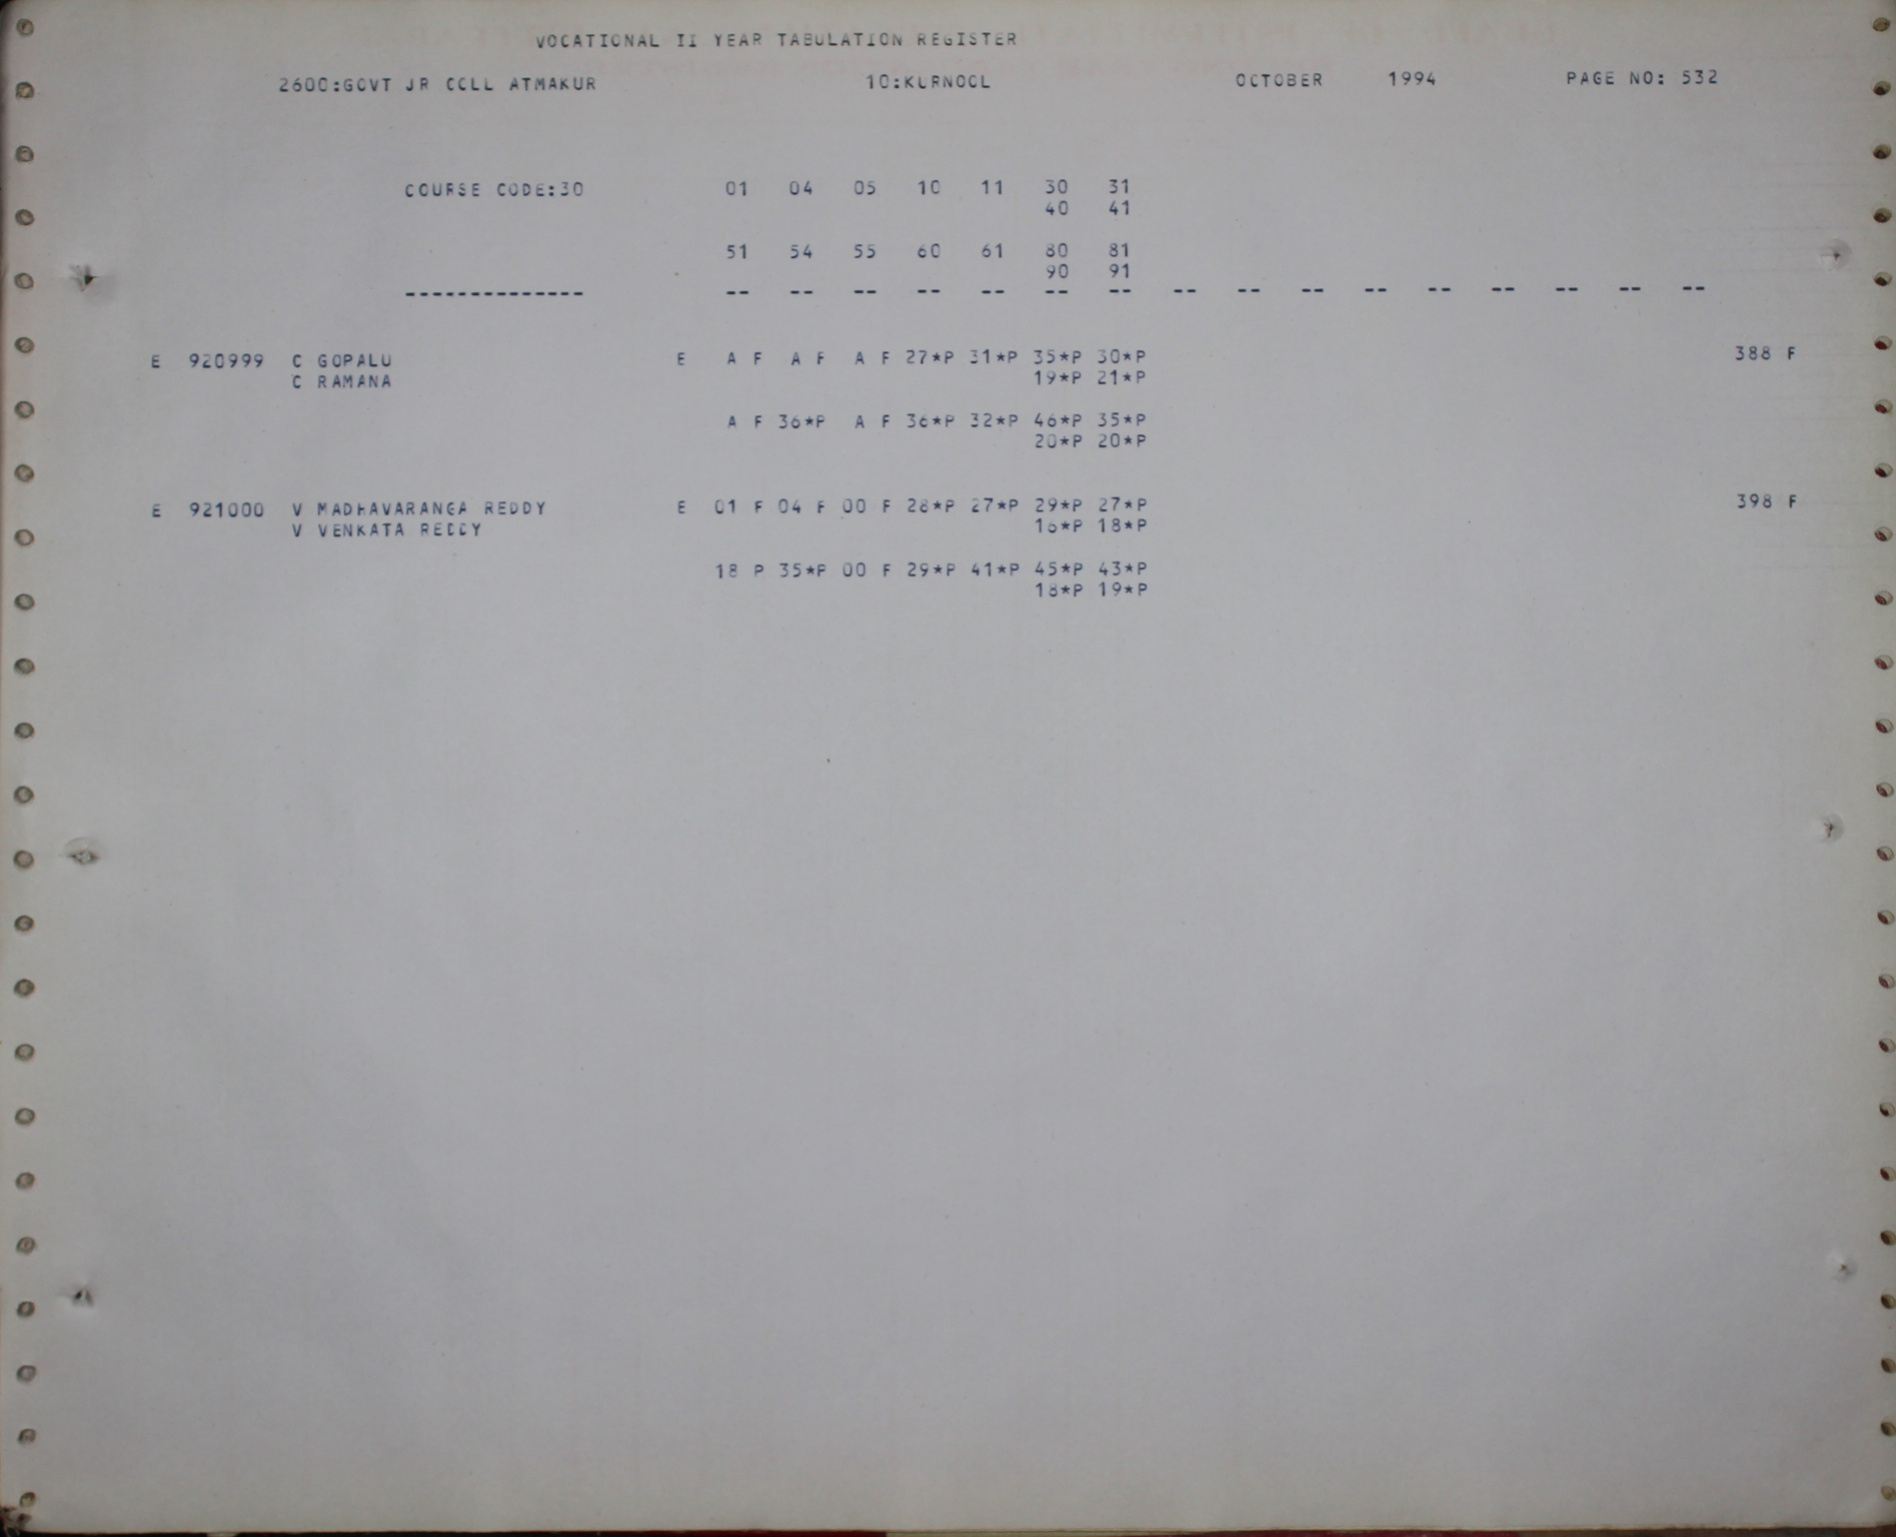 VOCATIONAL II YEAR TABULATION REGISTER
2600:GOVT JR COLL ATMAKUR 10:KURNOOL OCTOBER 1994 PAGE NO: 532
COURSE CODE:30 01 04 05 10 11 30 31
40 41
51 54 55 60 61 80 81
90 91
-------------- -- -- -- -- -- -- -- -- -- -- -- -- -- -- -- --
E 920999 C GOPALU E A F A F A F 27*P 31*P 35*P 30*P 388 F
C RAMANA 19*P 21*P
A F 36*P A F 36*P 32*P 46*P 35*P
20*P 20*P
E 921000 V MADHAVARANGA REDDY E 01 F 04 F 00 F 28*P 27*P 29*P 27*P 398 F
V VENKATA REDDY 16*P 18*P
18 P 35*P 00 F 29*P 41*P 45*P 43*P
18*P 19*P